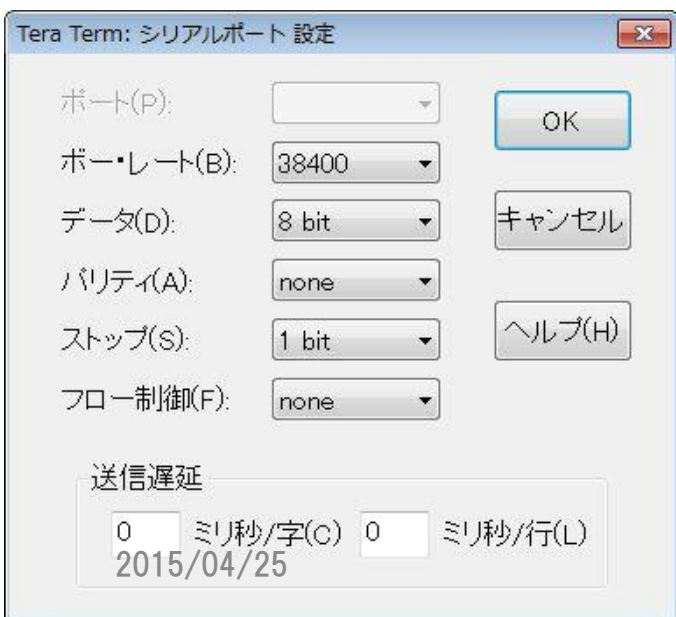 Tera Term: シリアルポート 設定
ポート(P):
OK
ボー・レート(B): 38400
データ(D): 8 bit
キャンセル
パリティ(A): none
ストップ(S): 1 bit
ヘルプ(H)
フロー制御(F): none
送信遅延
0 ミリ秒/字(C) 0 ミリ秒/行(L)
2015/04/25